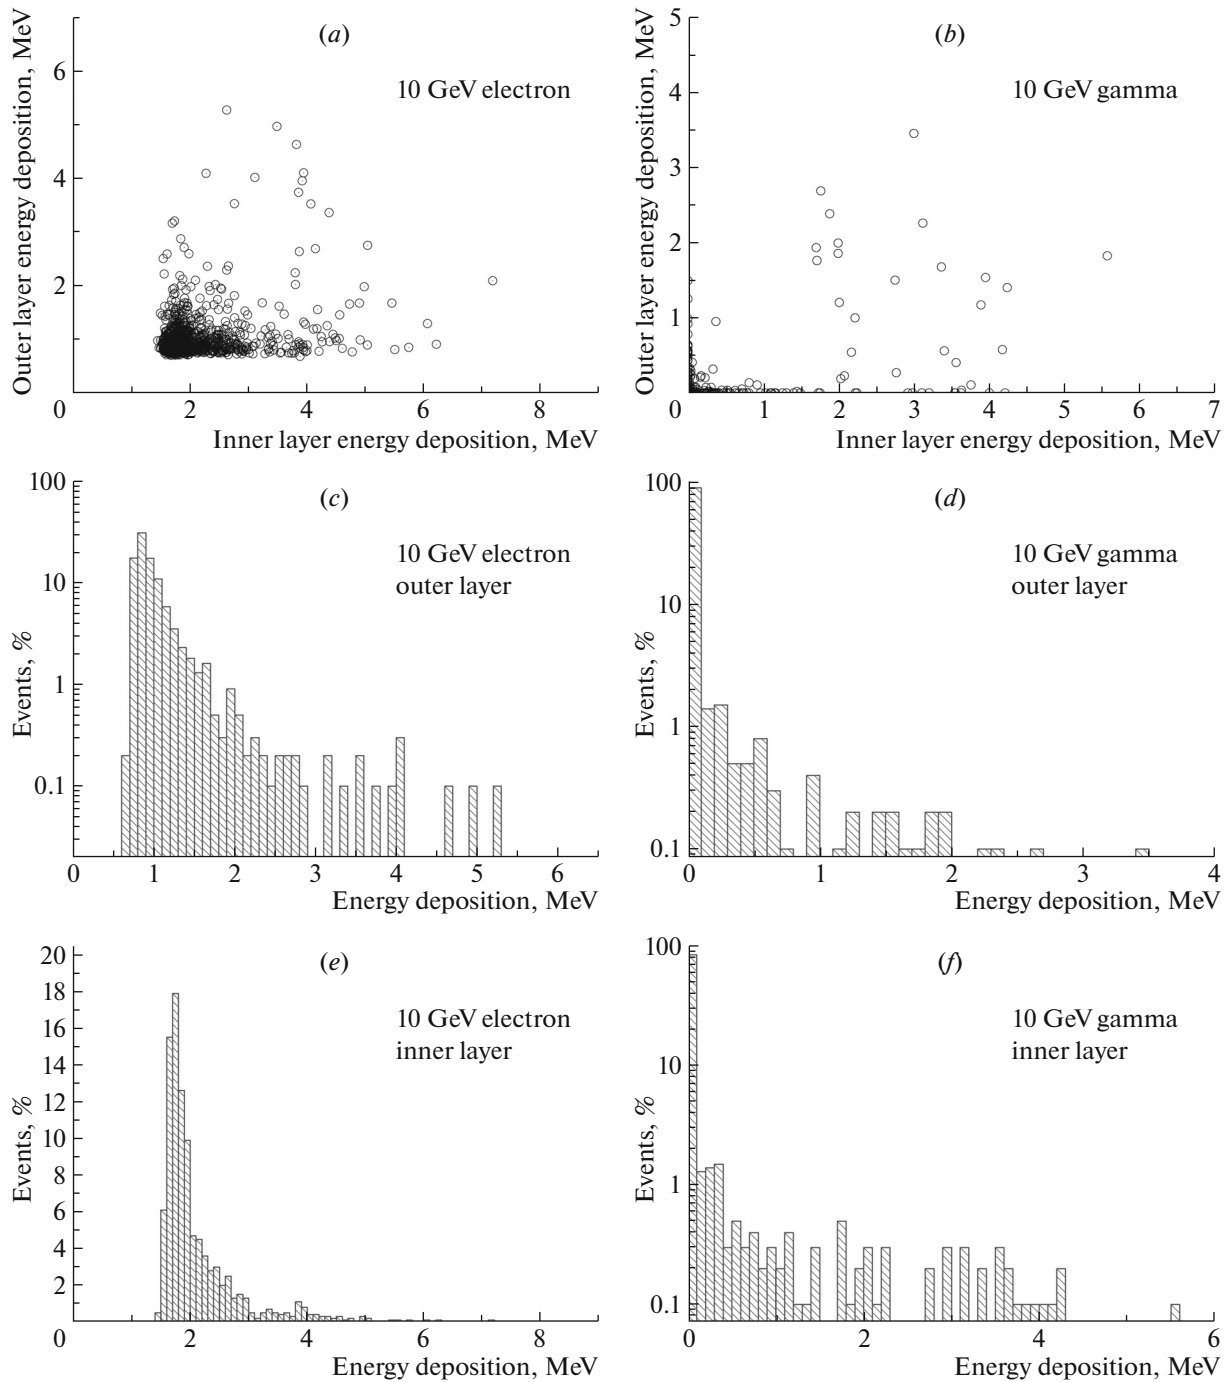 (a)
10 GeV electron
Outer layer energy deposition, MeV
6
4
2
0
2
4
6
8
Inner layer energy deposition, MeV
(b)
10 GeV gamma
Outer layer energy deposition, MeV
5
4
3
2
1
0
1
2
3
4
5
6
7
Inner layer energy deposition, MeV
(c)
10 GeV electron
outer layer
Events, %
100
10
1
0.1
0
1
2
3
4
5
6
Energy deposition, MeV
(d)
10 GeV gamma
outer layer
Events, %
100
10
1
0.1
0
1
2
3
4
Energy deposition, MeV
(e)
10 GeV electron
inner layer
Events, %
20
18
16
14
12
10
8
6
4
2
0
2
4
6
8
Energy deposition, MeV
(f)
10 GeV gamma
inner layer
Events, %
100
10
1
0.1
0
2
4
6
Energy deposition, MeV